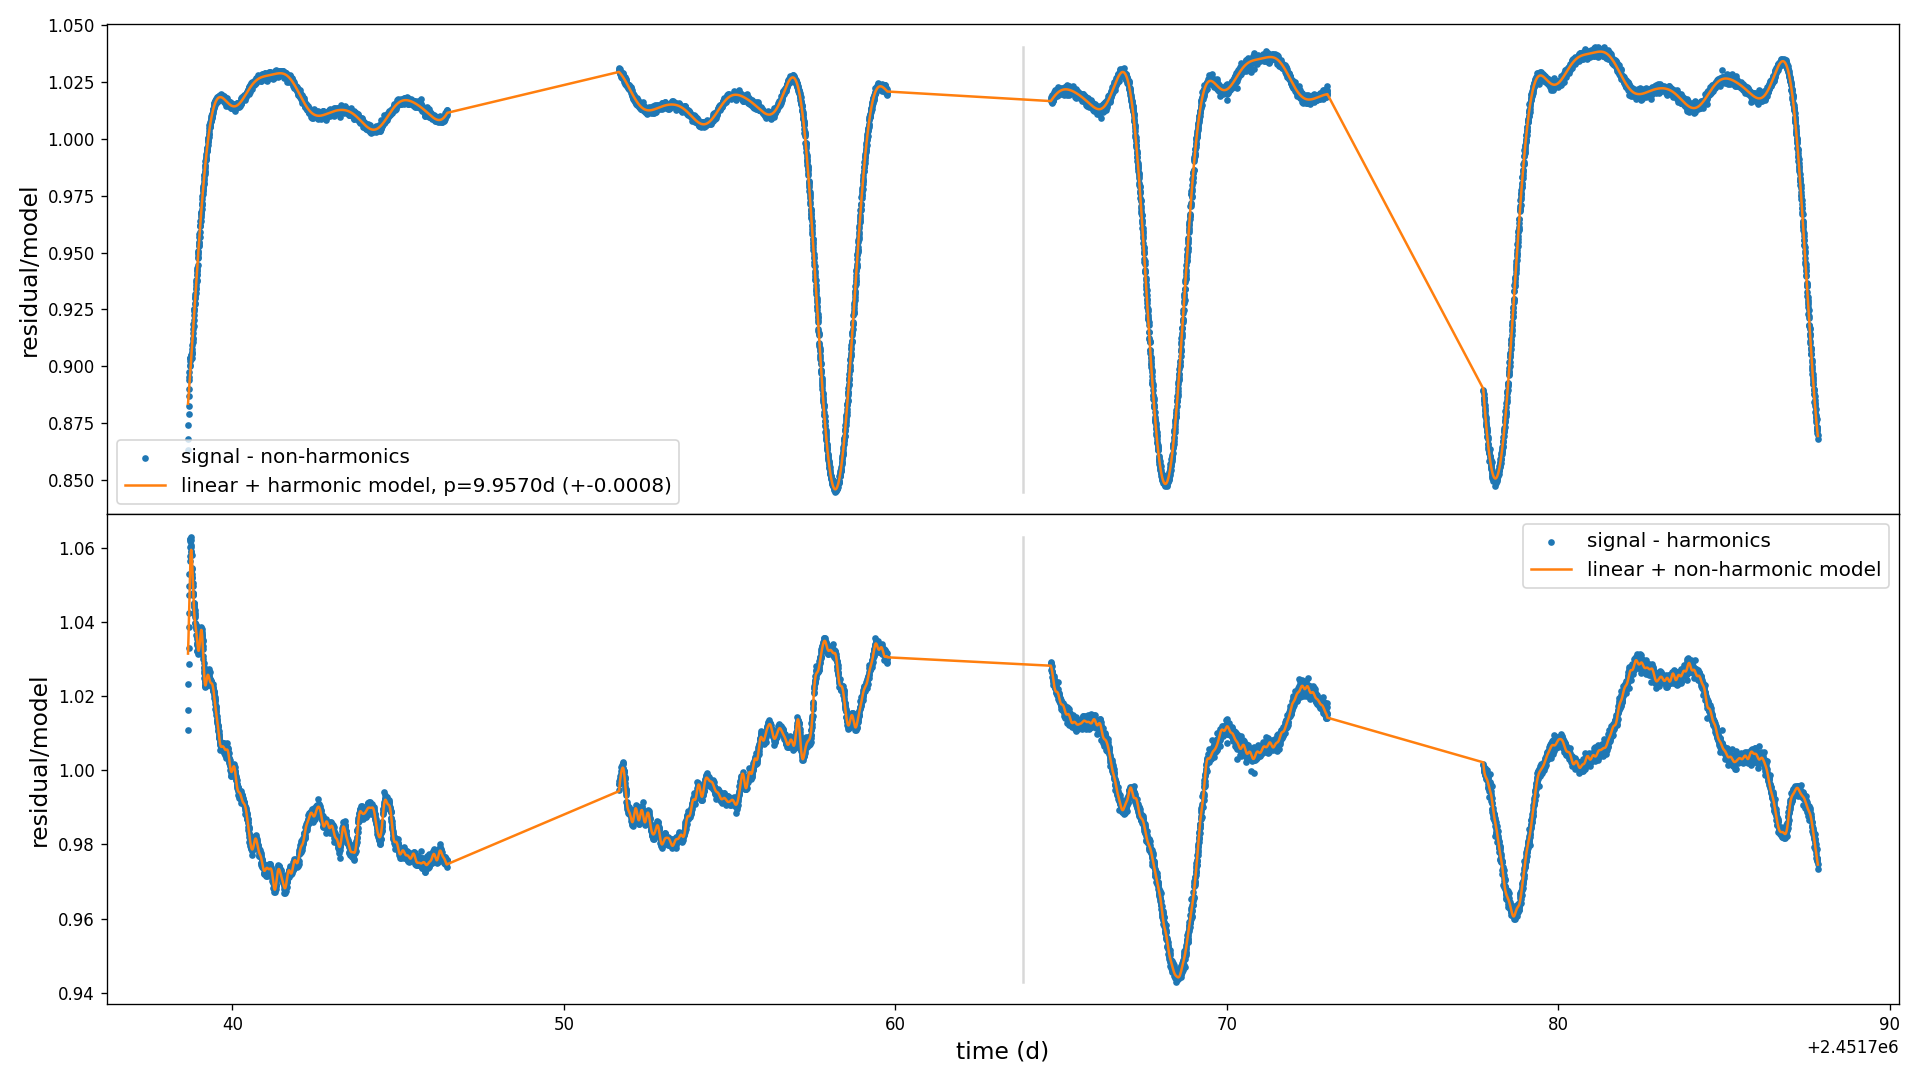 1.050
1.025
1.000
0.975
0.950
0.925
0.900
0.875
0.850
residual/model
signal - non-harmonics
linear + harmonic model, p=9.9570d (+-0.0008)
1.06
1.04
1.02
1.00
0.98
0.96
0.94
residual/model
signal - harmonics
linear + non-harmonic model
40 50 60 70 80 90
time (d)
+2.4517e6